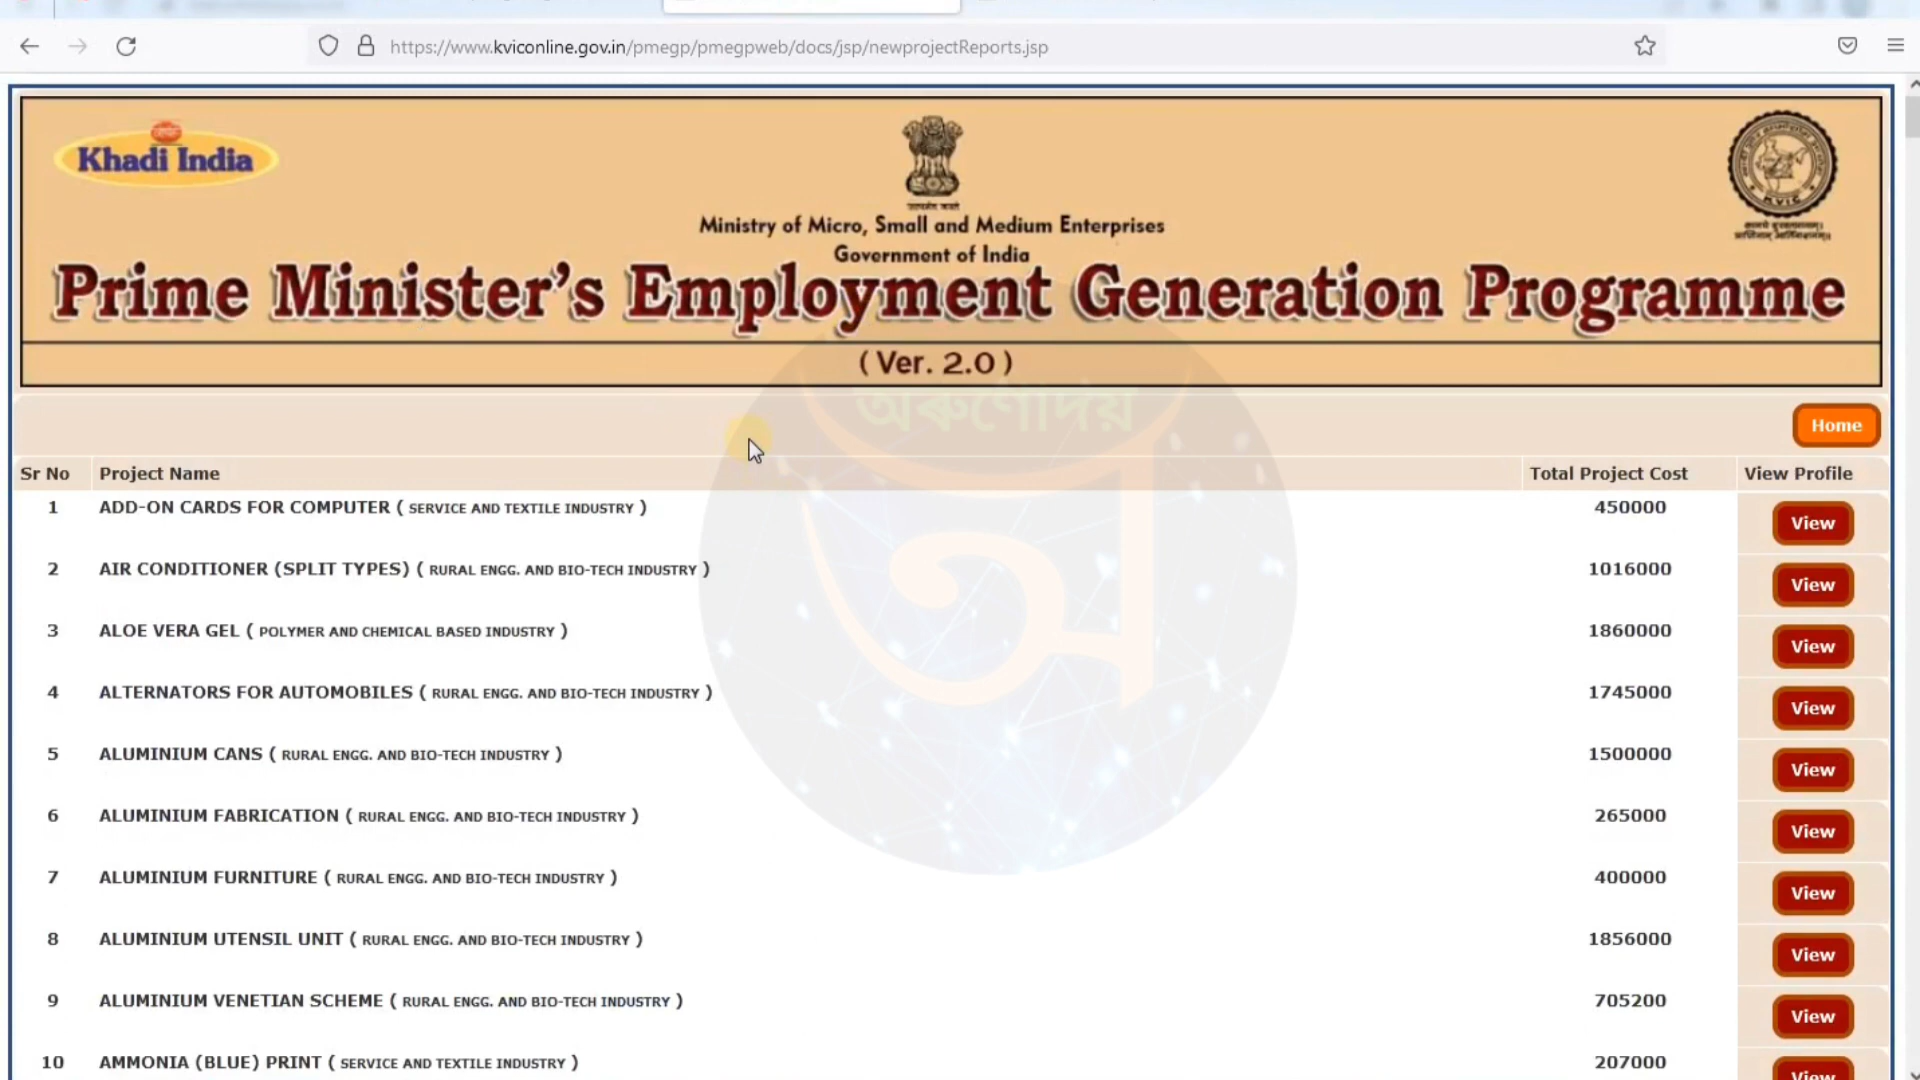 https://www.kviconline.gov.in/pmegp/pmegpweb/docs/jsp/newprojectReports.jsp
Khadi India
Ministry of Micro, Small and Medium Enterprises
Government of India
Prime Minister's Employment Generation Programme
( Ver. 2.0 )
KVIC
অৰুণোদয়
অ
Home
Sr No Project Name Total Project Cost View Profile
1 ADD-ON CARDS FOR COMPUTER ( SERVICE AND TEXTILE INDUSTRY ) 450000 View
2 AIR CONDITIONER (SPLIT TYPES) ( RURAL ENGG. AND BIO-TECH INDUSTRY ) 1016000 View
3 ALOE VERA GEL ( POLYMER AND CHEMICAL BASED INDUSTRY ) 1860000 View
4 ALTERNATORS FOR AUTOMOBILES ( RURAL ENGG. AND BIO-TECH INDUSTRY ) 1745000 View
5 ALUMINIUM CANS ( RURAL ENGG. AND BIO-TECH INDUSTRY ) 1500000 View
6 ALUMINIUM FABRICATION ( RURAL ENGG. AND BIO-TECH INDUSTRY ) 265000 View
7 ALUMINIUM FURNITURE ( RURAL ENGG. AND BIO-TECH INDUSTRY ) 400000 View
8 ALUMINIUM UTENSIL UNIT ( RURAL ENGG. AND BIO-TECH INDUSTRY ) 1856000 View
9 ALUMINIUM VENETIAN SCHEME ( RURAL ENGG. AND BIO-TECH INDUSTRY ) 705200 View
10 AMMONIA (BLUE) PRINT ( SERVICE AND TEXTILE INDUSTRY ) 207000 View